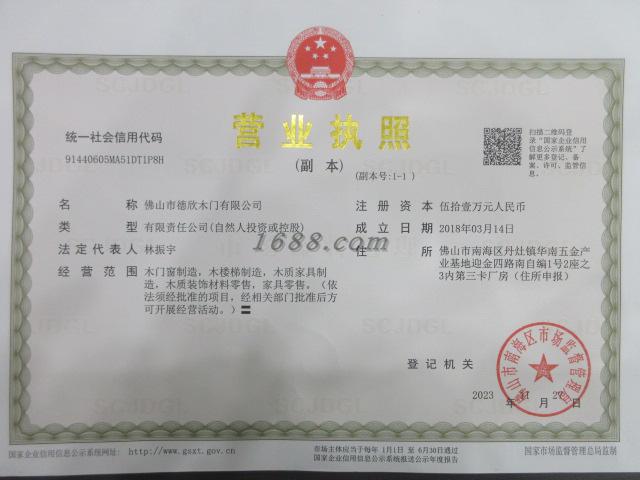 统一社会信用代码
91440605MA51DT1P8H
营业执照
(副 本)
(副本号:1-1)
扫描二维码登
录“国家企业信用
信息公示系统”了
解更多登记、备
案、许可、监管信
息。
名 称 佛山市德欣木门有限公司
类 型 有限责任公司(自然人投资或控股)
法定代表人 林振宇
经营范围 木门窗制造,木楼梯制造,木质家具制
造,木质装饰材料零售,家具零售。(依
法须经批准的项目,经相关部门批准后方
可开展经营活动。)〓
注册资本 伍拾壹万元人民币
成立日期 2018年03月14日
住 所 佛山市南海区丹灶镇华南五金产
业基地迎金四路南自编1号2座之
3内第三卡厂房(住所申报)
1688.com
登记机关
佛山市南海区市场监督管理局
2023 年 11 月 日
国家企业信用信息公示系统网址: http://www.gsxt.gov.cn
市场主体应当于每年 1月1日 至 6月30日通过
国家企业信用信息公示系统报送公示年度报告
国家市场监督管理总局监制
SCJDGL